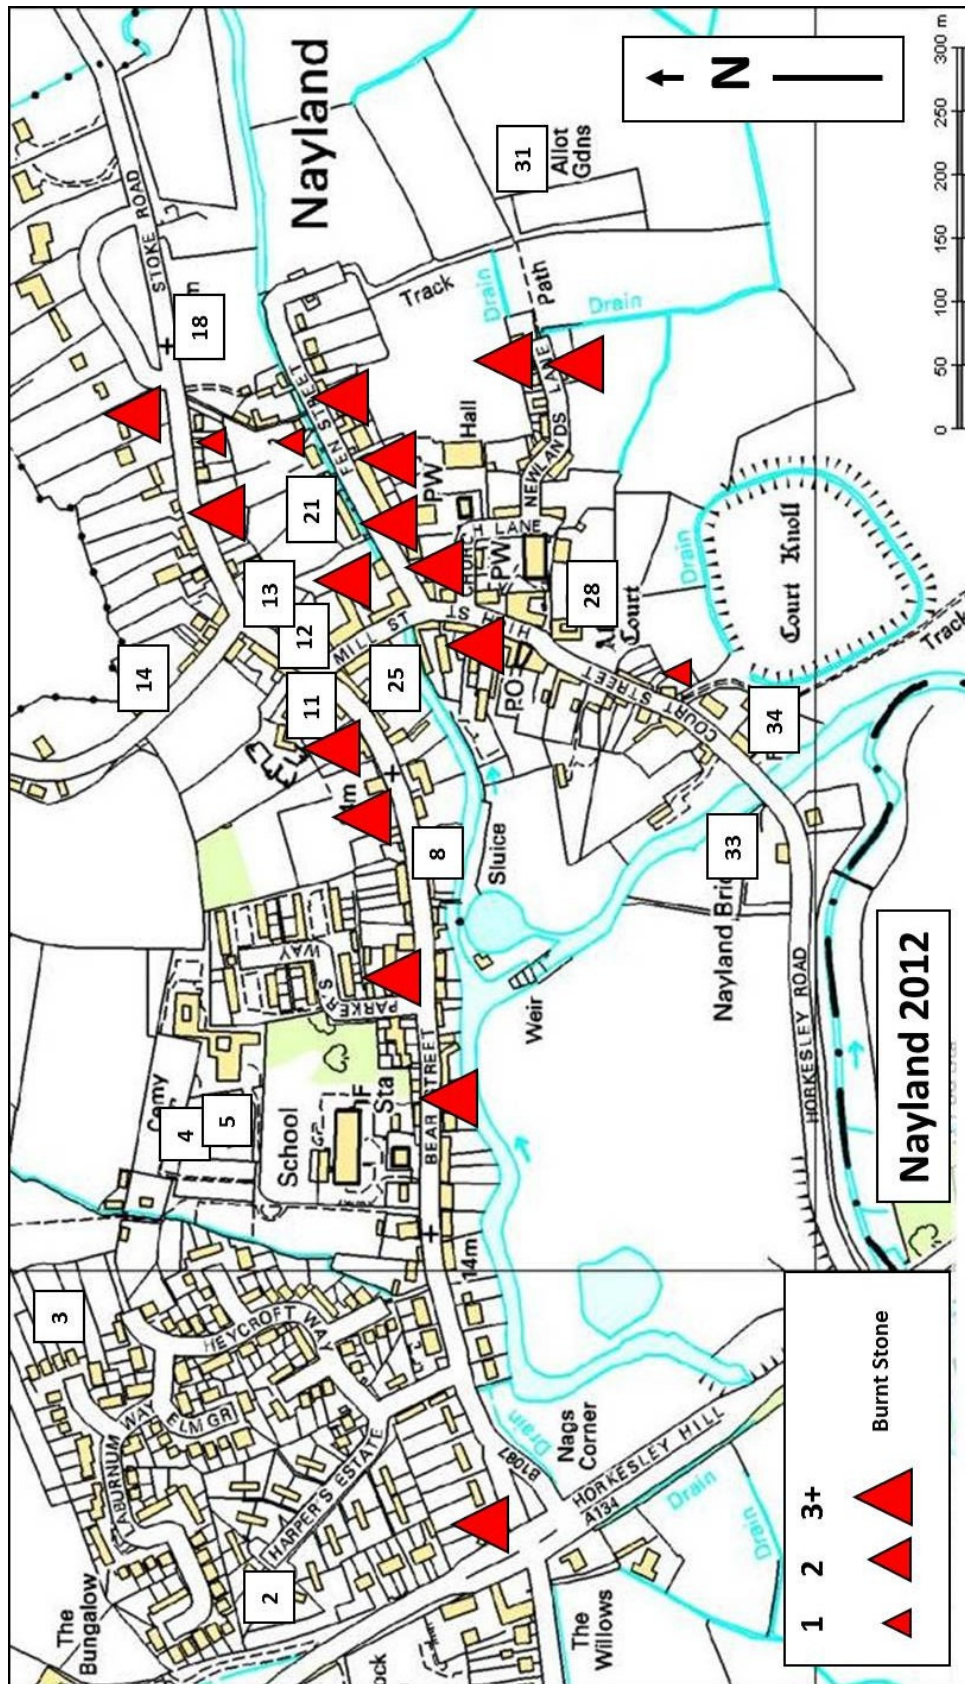 The
Bungalow
LABURNUM WAY
ELM GR
HEYCROFT WAY
HARPER'S ESTATE
Cemy
School
F
Sta
BEAR STREET
14m
PARKER'S WAY
STOKE ROAD
Nayland
FEN STREET
MILL ST
HIGH ST
PW
Hall
CHURCH LANE
PW
NEWLANDS LANE
Track
Drain
Path
Drain
Allot
Gdns
PO
Court
COURT STREET
Drain
Court Knoll
Track
Sluice
Weir
Nayland Bri
HORKESLEY ROAD
Drain
Nags
Corner
B1087
HORKESLEY HILL
A134
Drain
Drain
The
Willows
2
3
4
5
8
11
12
13
14
18
21
25
28
31
33
34
N
0 50 100 150 200 250 300 m
Nayland 2012
1 2 3+
Burnt Stone